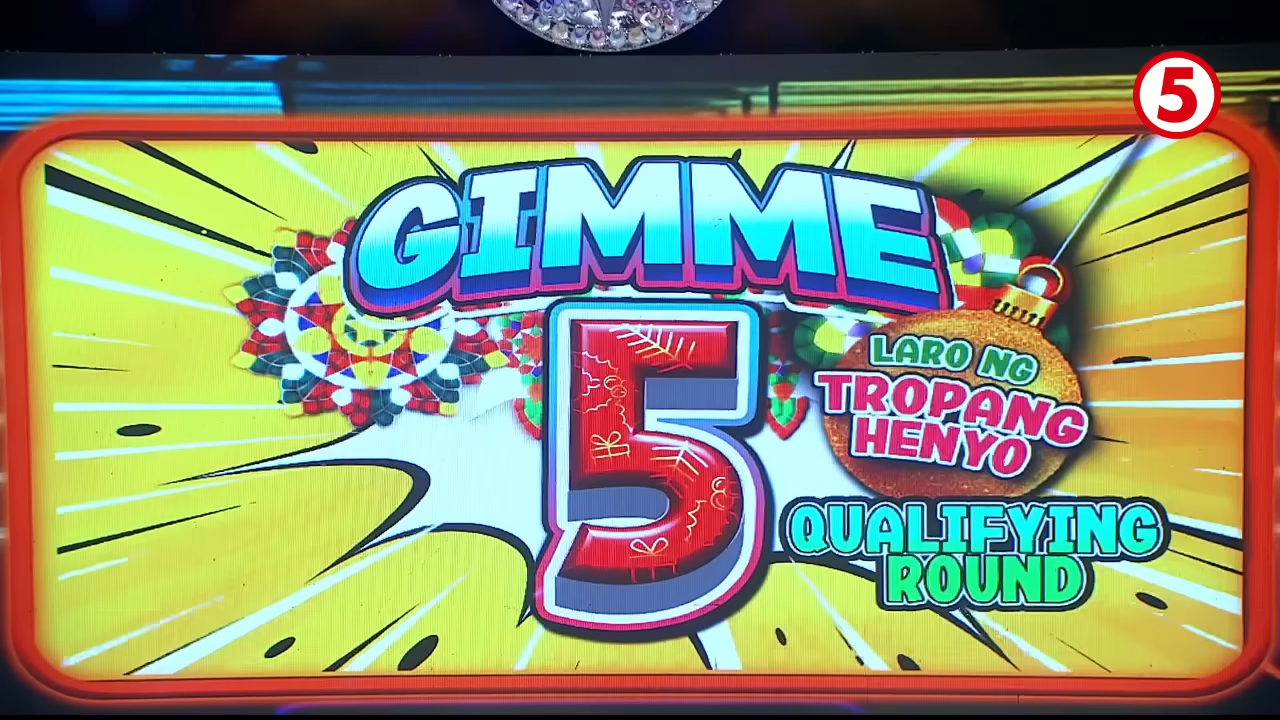 5
GIMME
5
LARO NG
TROPANG
HENYO
QUALIFYING
ROUND